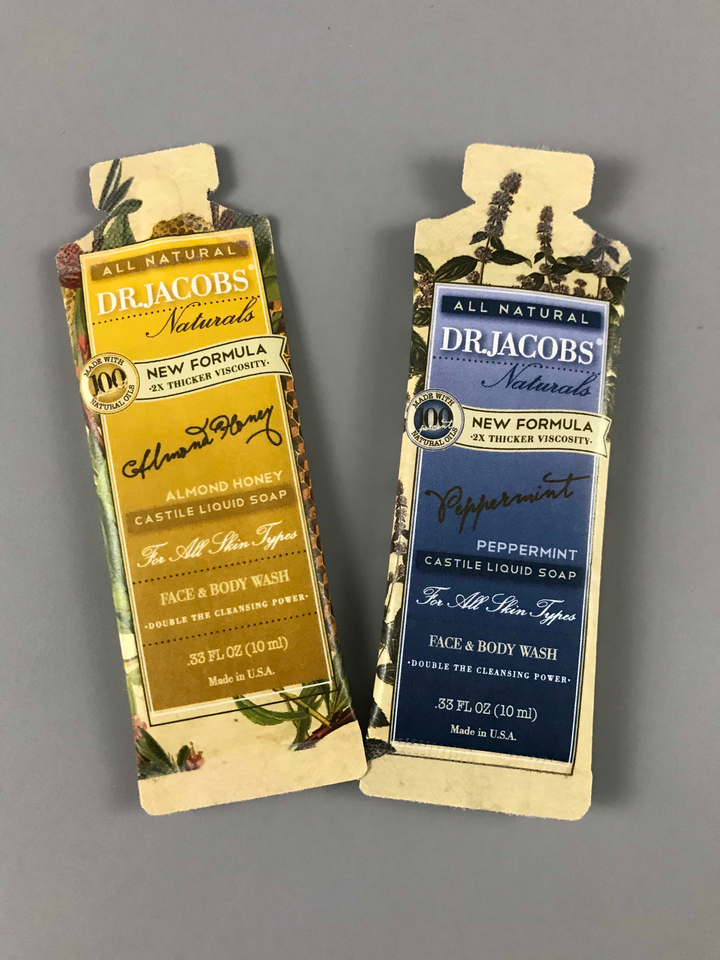 ALL NATURAL
DR.JACOBS®
Naturals
MADE WITH
100
NATURAL OILS
NEW FORMULA
·2X THICKER VISCOSITY·
Almond Honey
ALMOND HONEY
CASTILE LIQUID SOAP
For All Skin Types
FACE & BODY WASH
·DOUBLE THE CLEANSING POWER·
.33 FL OZ (10 ml)
Made in U.S.A.
ALL NATURAL
DR.JACOBS®
Naturals
MADE WITH
100
NATURAL OILS
NEW FORMULA
·2X THICKER VISCOSITY·
Peppermint
PEPPERMINT
CASTILE LIQUID SOAP
For All Skin Types
FACE & BODY WASH
·DOUBLE THE CLEANSING POWER·
.33 FL OZ (10 ml)
Made in U.S.A.